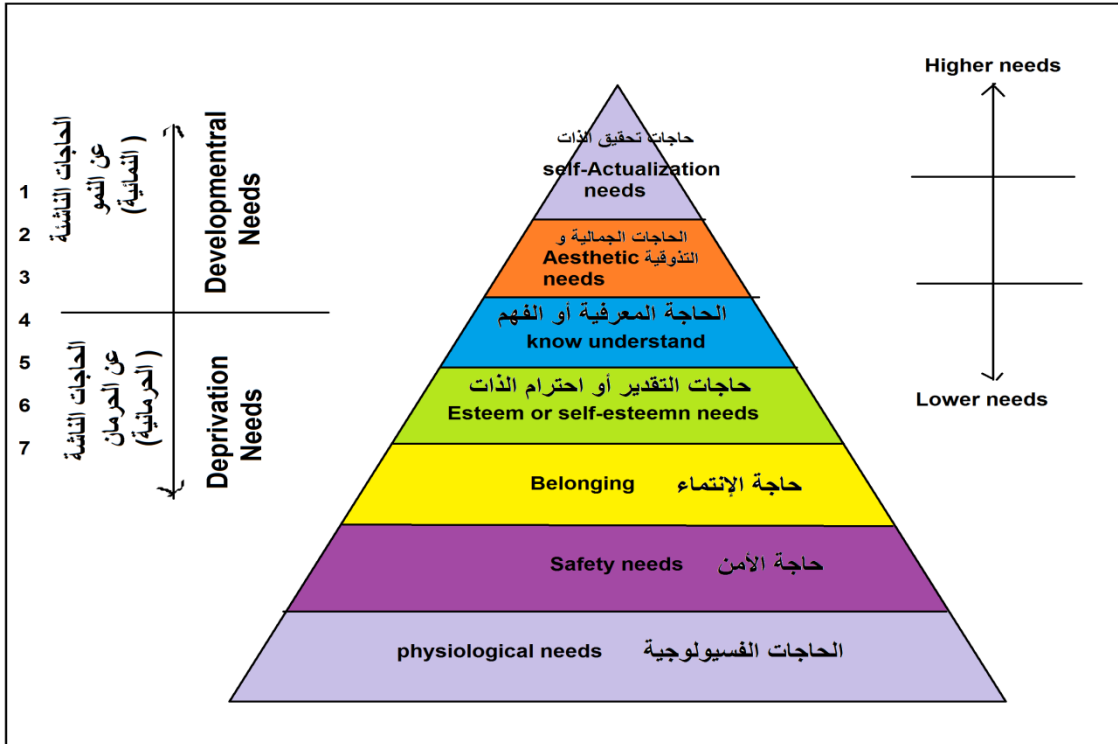 Higher needs
Lower needs
1
2
3
4
5
6
7
الحاجات الناشئة
عن النمو
(النمائية)
Developmentral
Needs
الحاجات الناشة
عن الحرمان
(الحرمانية)
Deprivation
Needs
حاجات تحقيق الذات
self-Actualization
needs
الحاجات الجمالية و
التذوقية Aesthetic
needs
الحاجة المعرفية أو الفهم
know understand
حاجات التقدير أو احترام الذات
Esteem or self-esteemn needs
Belonging حاجة الإنتماء
Safety needs حاجة الأمن
physiological needs الحاجات الفسيولوجية